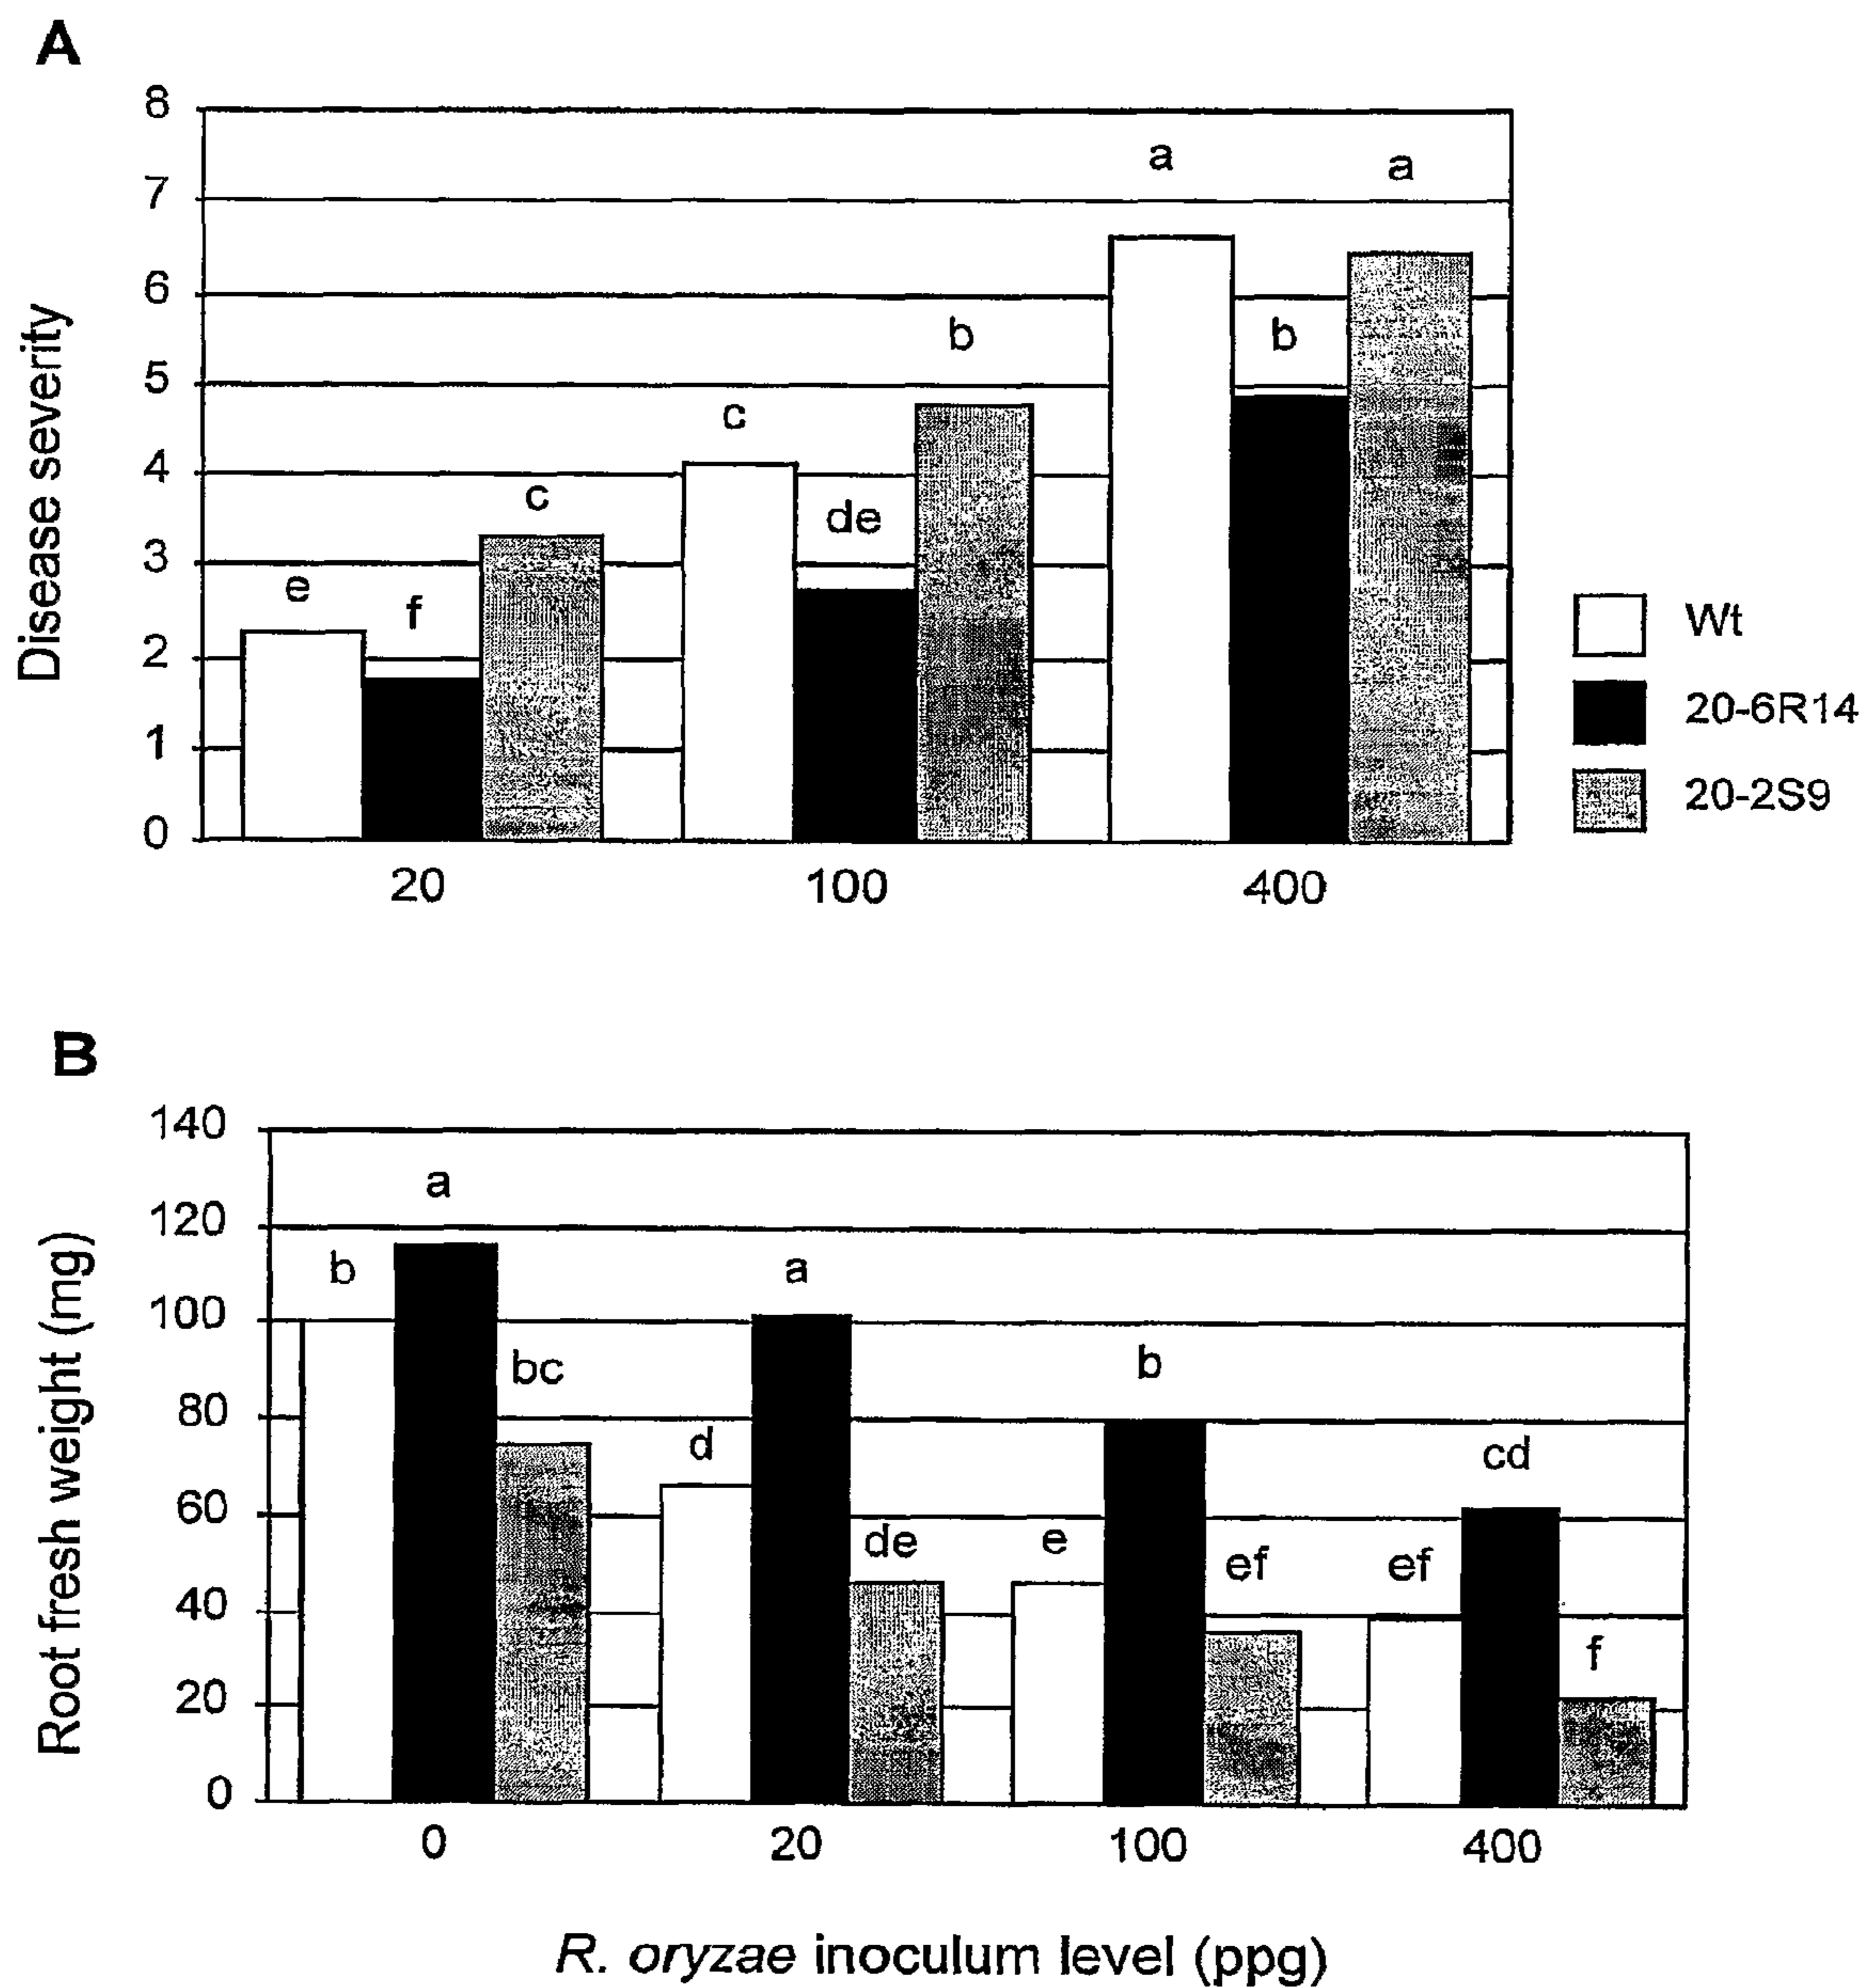 A
8
7
6
5
4
3
2
1
0
Disease severity
e
f
c
c
de
b
a
b
a
20
100
400
Wt
20-6R14
20-2S9
B
140
120
100
80
60
40
20
0
Root fresh weight (mg)
b
a
bc
d
a
de
e
b
ef
ef
cd
f
0
20
100
400
R. oryzae inoculum level (ppg)